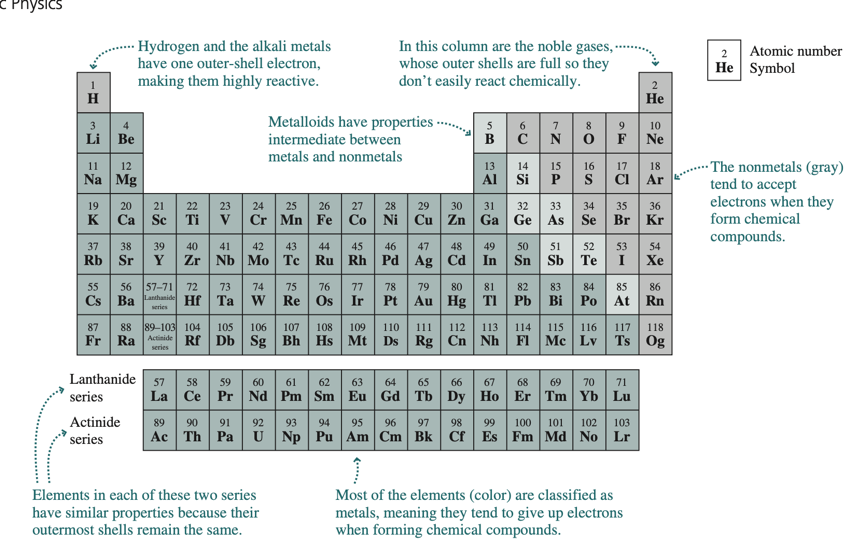 c Physics
Hydrogen and the alkali metals
have one outer-shell electron,
making them highly reactive.
In this column are the noble gases,
whose outer shells are full so they
don’t easily react chemically.
2
He
Atomic number
Symbol
Metalloids have properties
intermediate between
metals and nonmetals
1 2
H He
3 4 5 6 7 8 9 10
Li Be B C N O F Ne
11 12 13 14 15 16 17 18
Na Mg Al Si P S Cl Ar
19 20 21 22 23 24 25 26 27 28 29 30 31 32 33 34 35 36
K Ca Sc Ti V Cr Mn Fe Co Ni Cu Zn Ga Ge As Se Br Kr
37 38 39 40 41 42 43 44 45 46 47 48 49 50 51 52 53 54
Rb Sr Y Zr Nb Mo Tc Ru Rh Pd Ag Cd In Sn Sb Te I Xe
55 56 57–71 72 73 74 75 76 77 78 79 80 81 82 83 84 85 86
Cs Ba Lanthanide Hf Ta W Re Os Ir Pt Au Hg Tl Pb Bi Po At Rn
series
87 88 89–103 104 105 106 107 108 109 110 111 112 113 114 115 116 117 118
Fr Ra Actinide Rf Db Sg Bh Hs Mt Ds Rg Cn Nh Fl Mc Lv Ts Og
series
The nonmetals (gray)
tend to accept
electrons when they
form chemical
compounds.
Lanthanide
series
57 58 59 60 61 62 63 64 65 66 67 68 69 70 71
La Ce Pr Nd Pm Sm Eu Gd Tb Dy Ho Er Tm Yb Lu
Actinide
series
89 90 91 92 93 94 95 96 97 98 99 100 101 102 103
Ac Th Pa U Np Pu Am Cm Bk Cf Es Fm Md No Lr
Elements in each of these two series
have similar properties because their
outermost shells remain the same.
Most of the elements (color) are classified as
metals, meaning they tend to give up electrons
when forming chemical compounds.